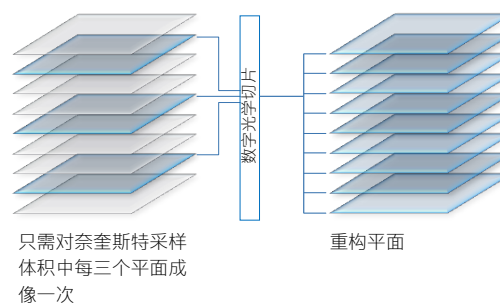 数字光学切片
只需对奈奎斯特采样
体积中每三个平面成
像一次
重构平面